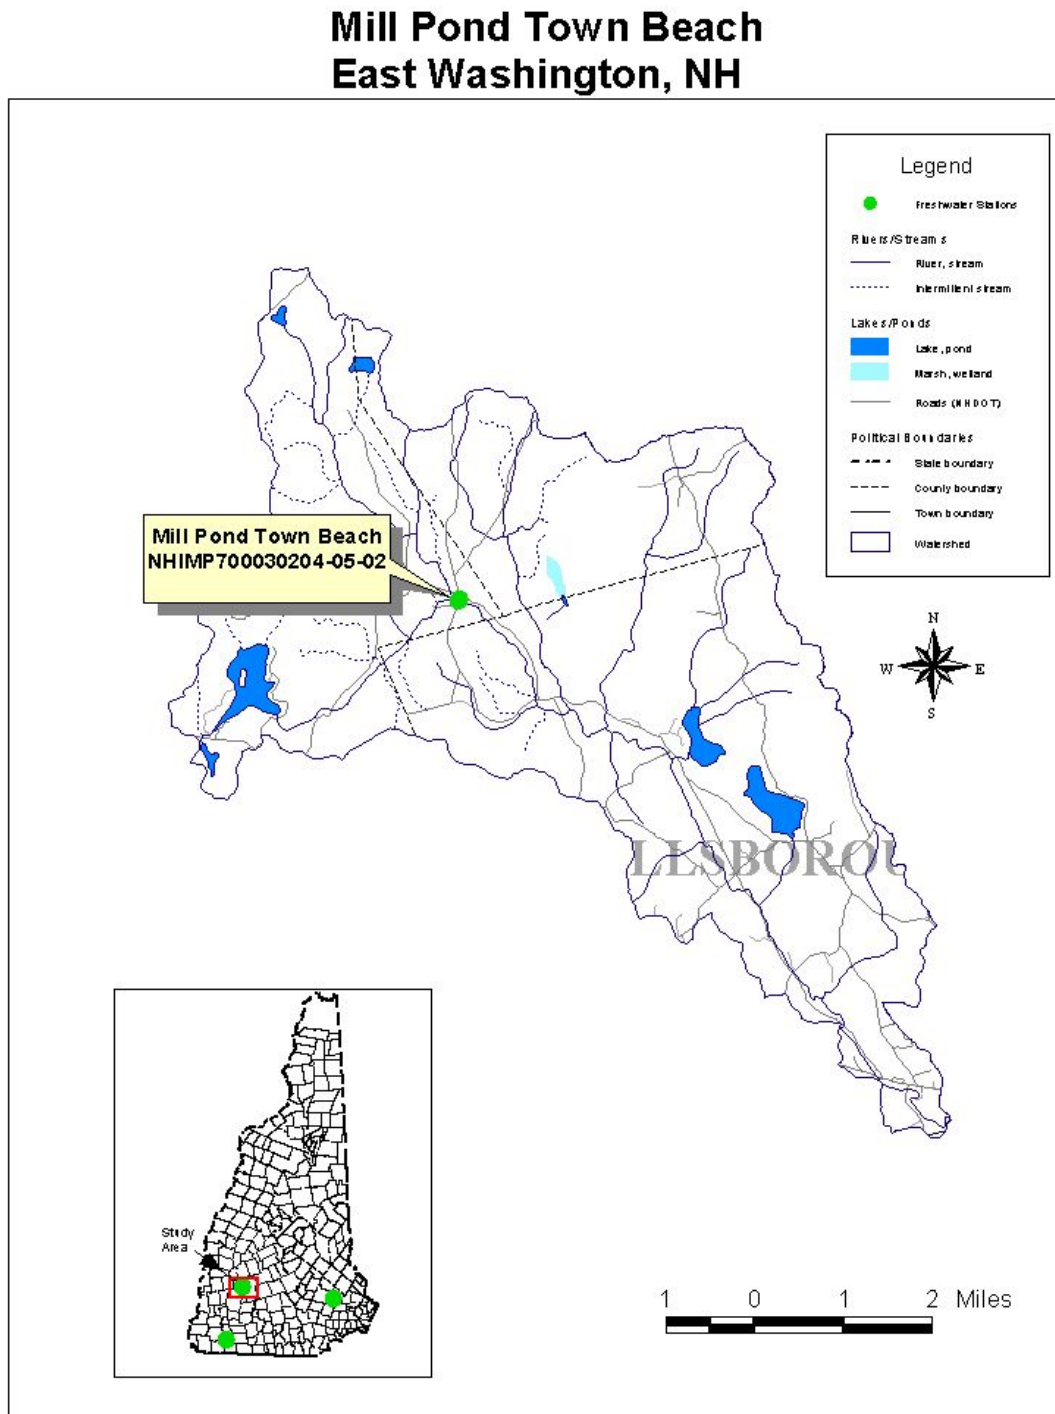 Mill Pond Town Beach
East Washington, NH
Legend
Freshwater Stations
Rivers/Streams
River, stream
Intermittent stream
Lakes/Ponds
Lake, pond
Marsh, wetland
Roads (NHDOT)
Political Boundaries
State boundary
County boundary
Town boundary
Watershed
Mill Pond Town Beach
NHIMP700030204-05-02
N
W
E
S
LLSBOROU
Study
Area
1 0 1 2 Miles